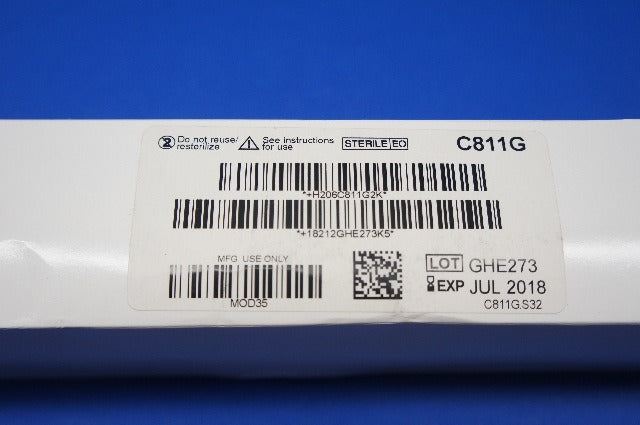 2 Do not reuse/ resterilize ! See instructions for use STERILE EO C811G
*+H206C811G2K*
*+18212GHE273K5*
MFG. USE ONLY
MOD35
LOT GHE273
EXP JUL 2018
C811G.S32